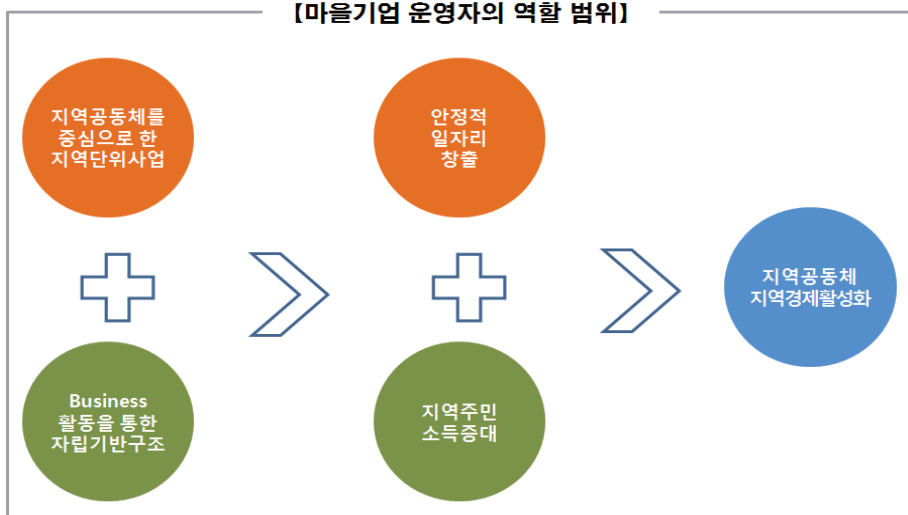 【마을기업 운영자의 역할 범위】
지역공동체를
중심으로 한
지역단위사업
안정적
일자리
창출
지역공동체
지역경제활성화
Business
활동을 통한
자립기반구조
지역주민
소득증대